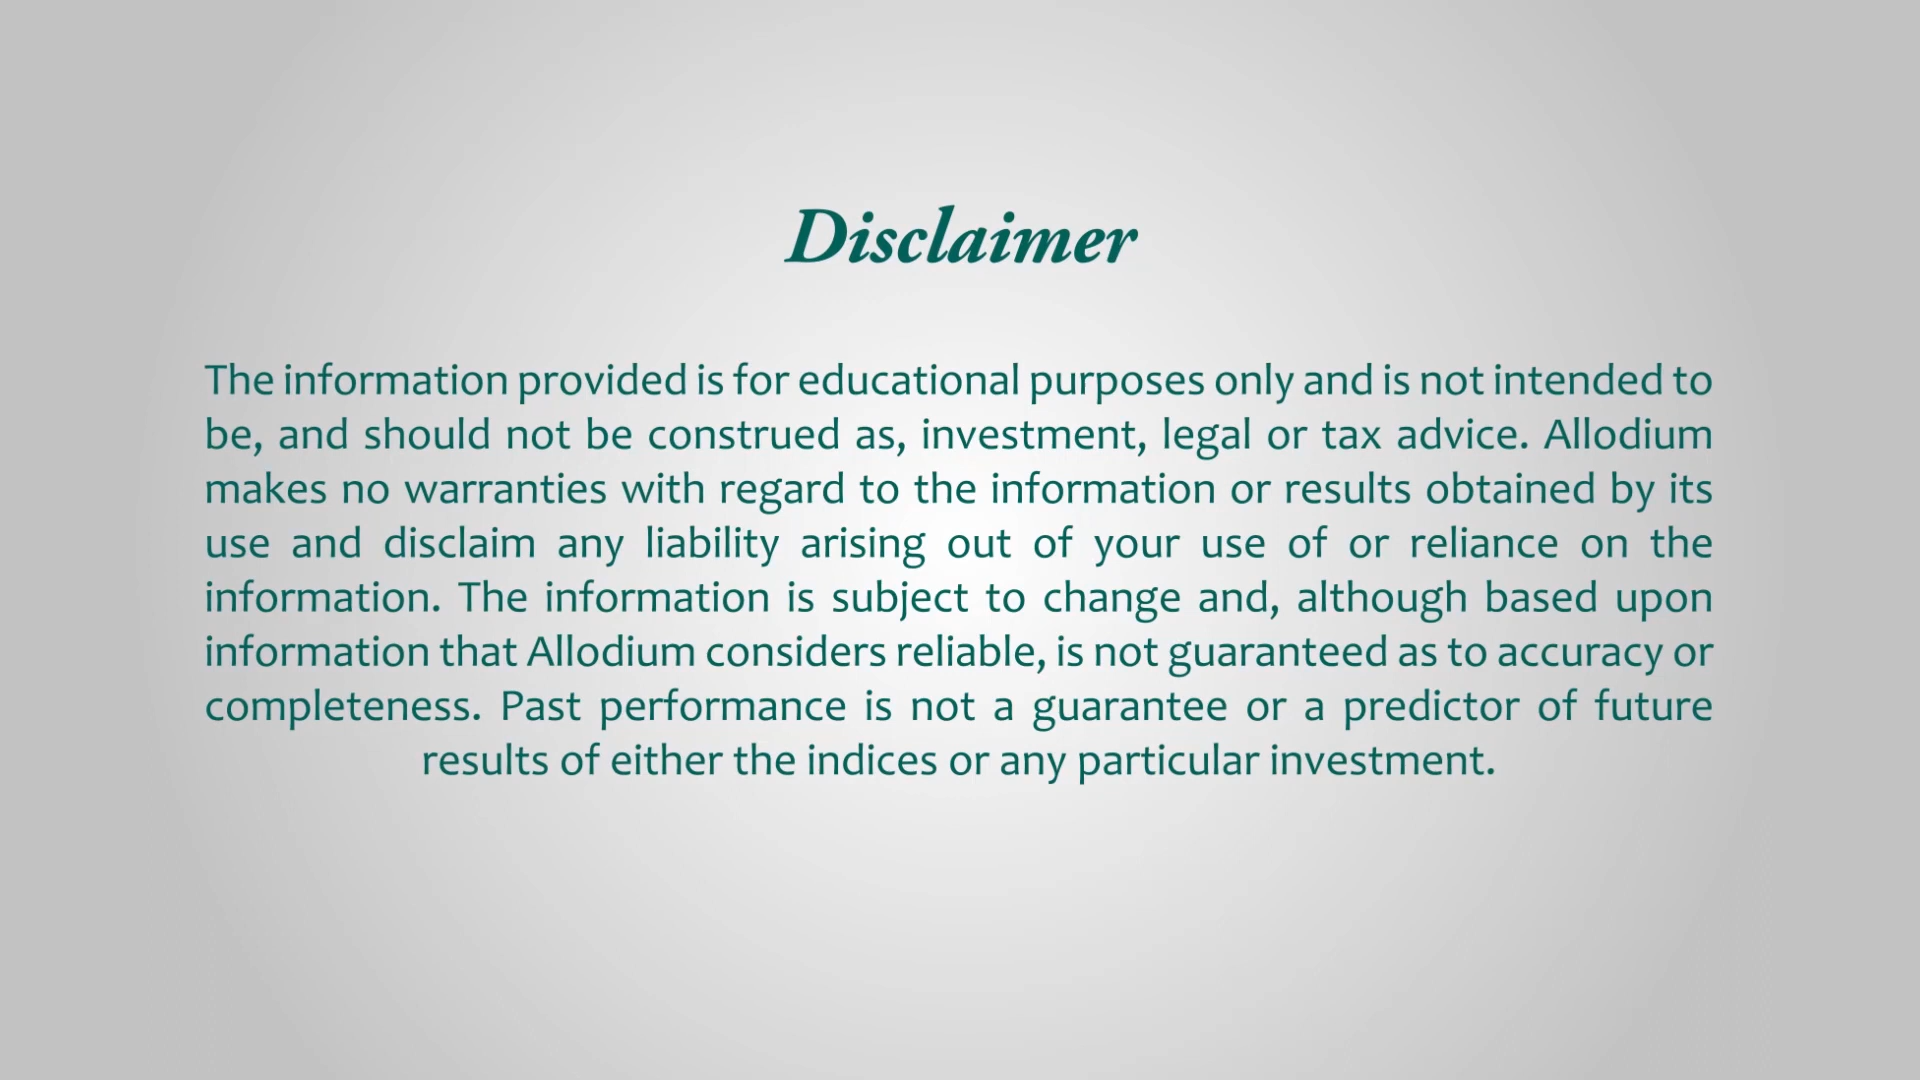 Disclaimer
The information provided is for educational purposes only and is not intended to
be, and should not be construed as, investment, legal or tax advice. Allodium
makes no warranties with regard to the information or results obtained by its
use and disclaim any liability arising out of your use of or reliance on the
information. The information is subject to change and, although based upon
information that Allodium considers reliable, is not guaranteed as to accuracy or
completeness. Past performance is not a guarantee or a predictor of future
results of either the indices or any particular investment.